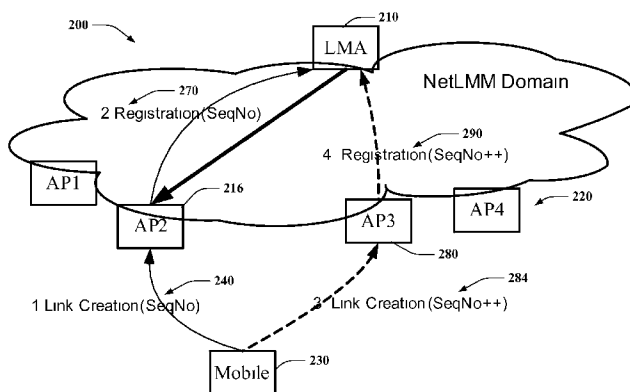 200
210
LMA
NetLMM Domain
270
2 Registration(SeqNo)
290
4 Registration(SeqNo++)
AP1
216
AP2
AP3
AP4
220
280
240
284
1 Link Creation(SeqNo)
3 Link Creation(SeqNo++)
Mobile
230